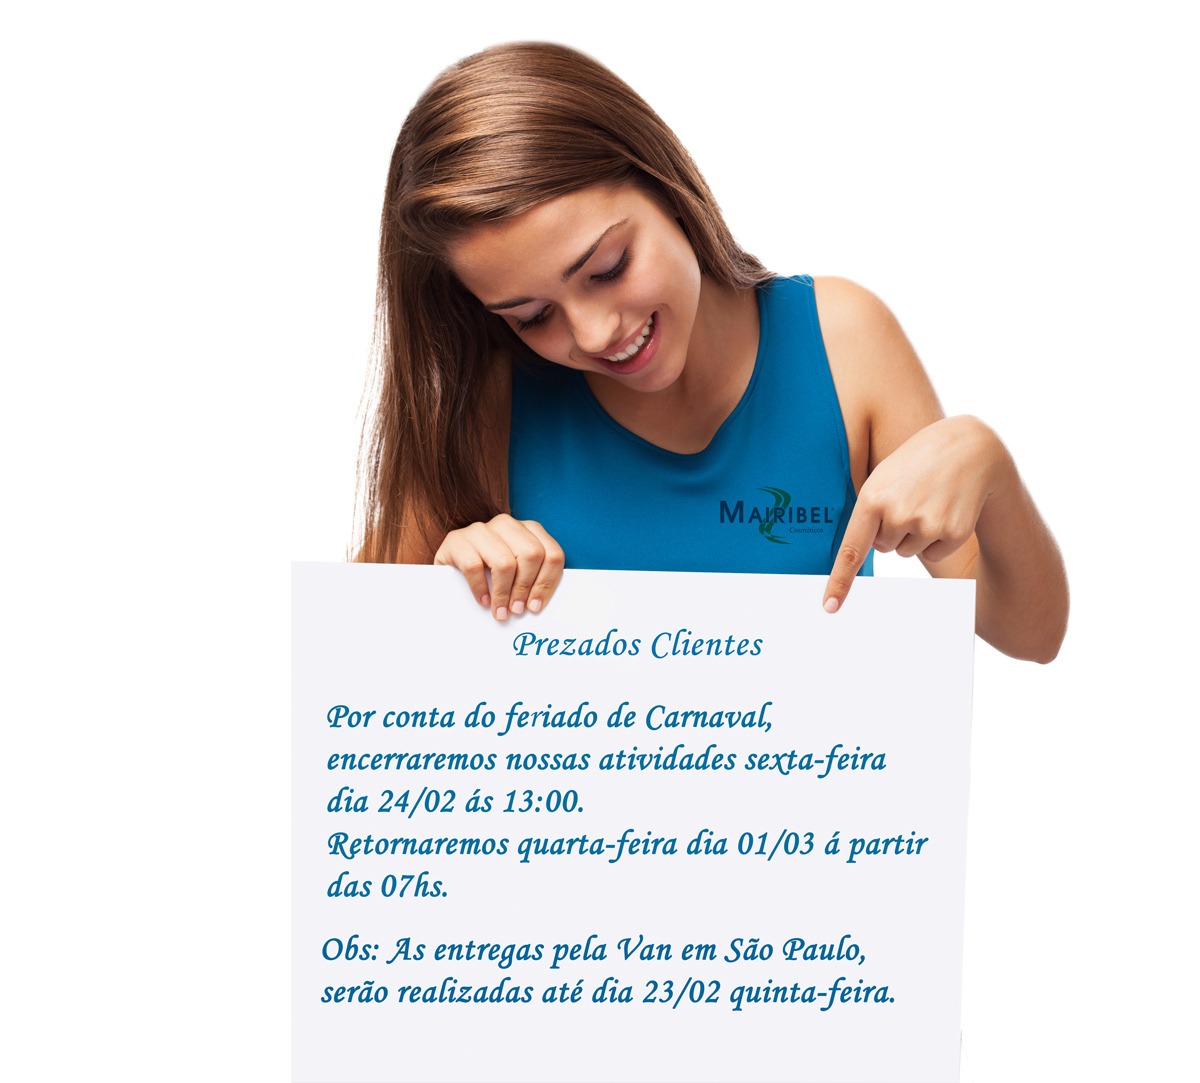 MAIRIBEL
Cosméticos
Prezados Clientes
Por conta do feriado de Carnaval,
encerraremos nossas atividades sexta-feira
dia 24/02 ás 13:00.
Retornaremos quarta-feira dia 01/03 á partir
das 07hs.
Obs: As entregas pela Van em São Paulo,
serão realizadas até dia 23/02 quinta-feira.